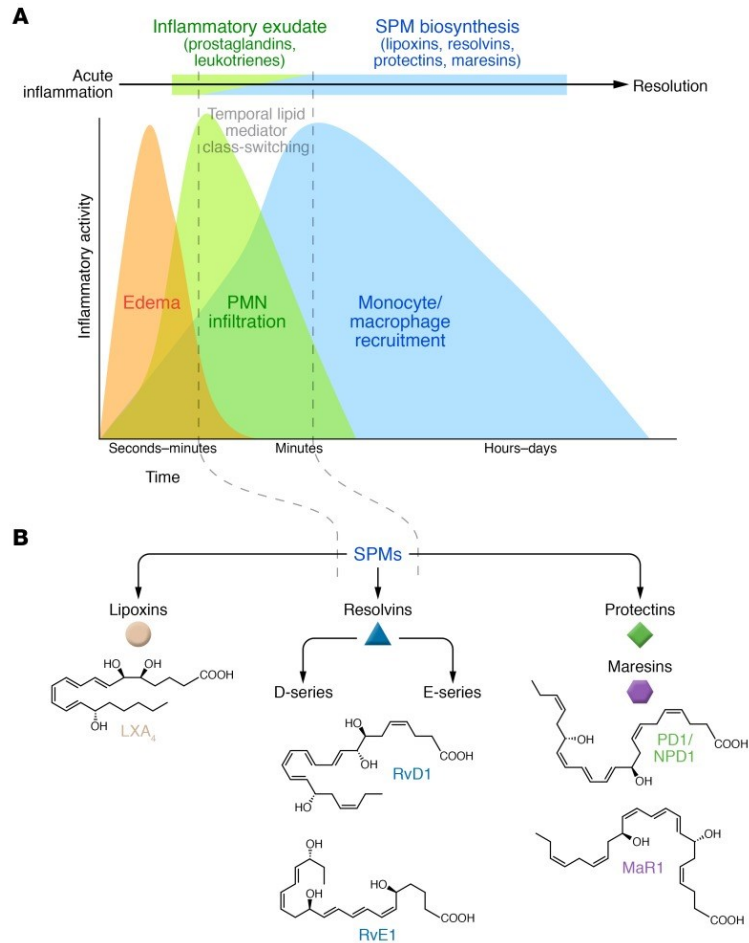 A
Inflammatory exudate
(prostaglandins,
leukotrienes)
SPM biosynthesis
(lipoxins, resolvins,
protectins, maresins)
Acute
inflammation
Resolution
Temporal lipid
mediator
class-switching
Inflammatory activity
Edema
PMN
infiltration
Monocyte/
macrophage
recruitment
Seconds–minutes
Minutes
Hours–days
Time
B
SPMs
Lipoxins
Resolvins
Protectins
Maresins
D-series
E-series
HO OH
COOH
OH
LXA₄
HO
COOH
OH
RvD1
HO
OH
HO
HO
COOH
RvE1
OH
COOH
PD1/
NPD1
OH
OH
OH
MaR1
COOH